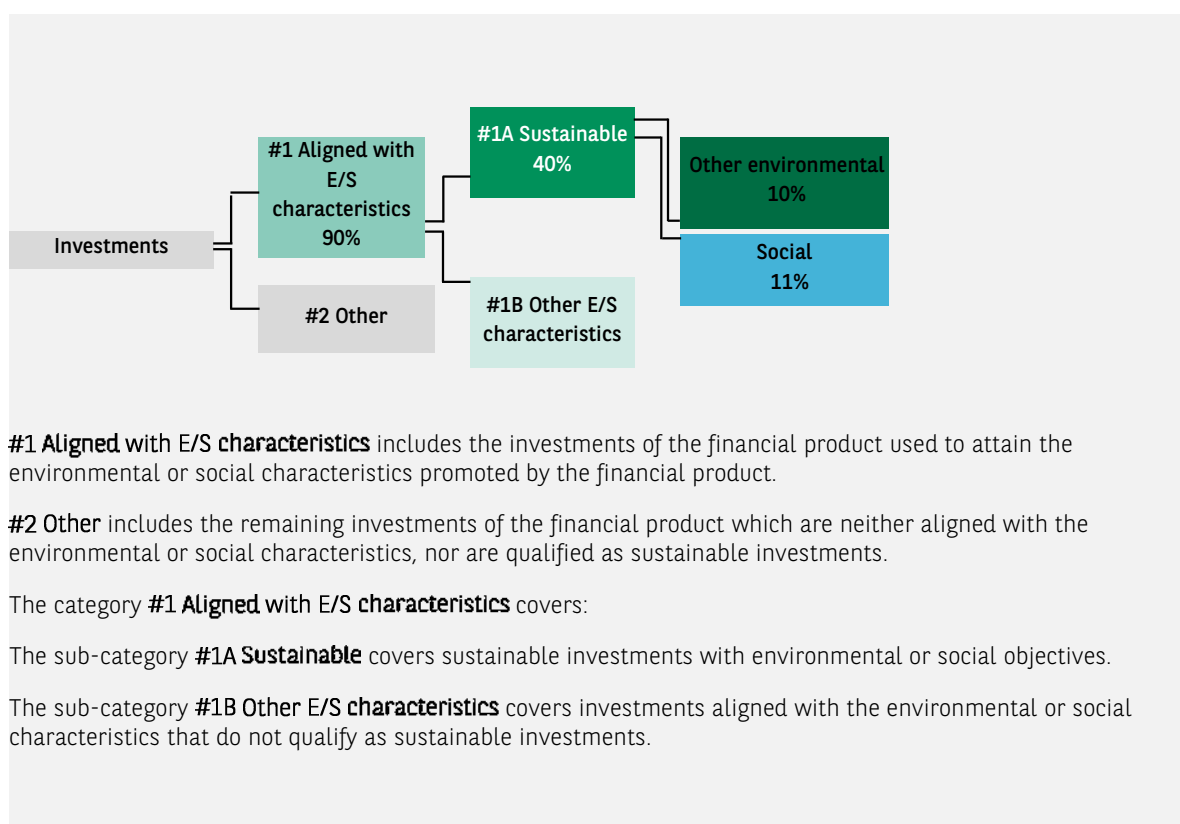 #1A Sustainable
40%
#1 Aligned with
E/S
characteristics
90%
Other environmental
10%
Investments
Social
11%
#2 Other
#1B Other E/S
characteristics
#1 Aligned with E/S characteristics includes the investments of the financial product used to attain the
environmental or social characteristics promoted by the financial product.
#2 Other includes the remaining investments of the financial product which are neither aligned with the
environmental or social characteristics, nor are qualified as sustainable investments.
The category #1 Aligned with E/S characteristics covers:
The sub-category #1A Sustainable covers sustainable investments with environmental or social objectives.
The sub-category #1B Other E/S characteristics covers investments aligned with the environmental or social
characteristics that do not qualify as sustainable investments.